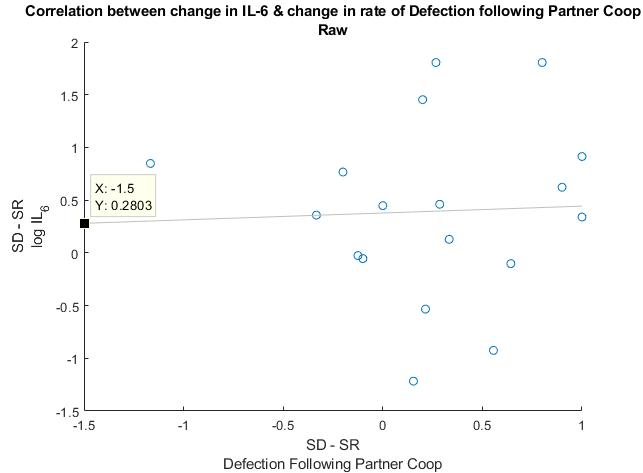 Correlation between change in IL-6 & change in rate of Defection following Partner Coop
Raw
2
1.5
1
0.5
0
-0.5
-1
-1.5
SD - SR
log IL6
X: -1.5
Y: 0.2803
-1.5
-1
-0.5
0
0.5
1
SD - SR
Defection Following Partner Coop